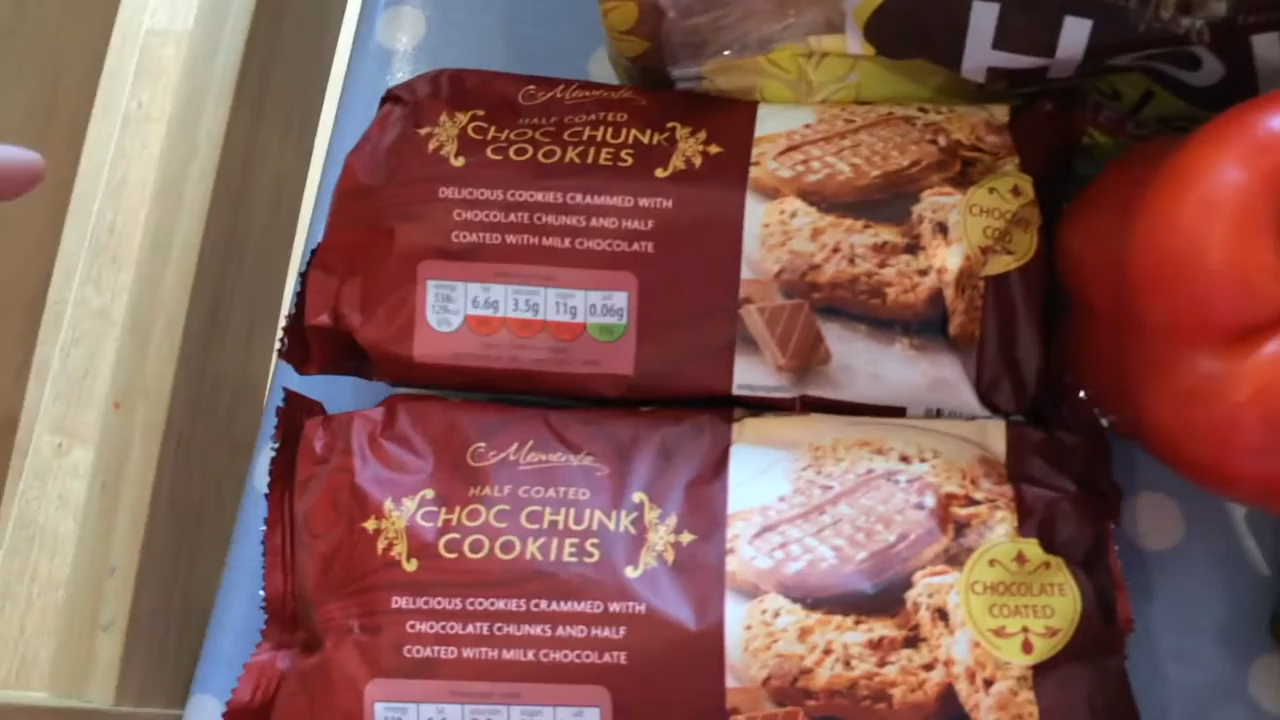 Memento
HALF COATED
CHOC CHUNK
COOKIES
DELICIOUS COOKIES CRAMMED WITH
CHOCOLATE CHUNKS AND HALF
COATED WITH MILK CHOCOLATE
6.6g 3.5g 11g 0.06g
129kcal
Memento
HALF COATED
CHOC CHUNK
COOKIES
DELICIOUS COOKIES CRAMMED WITH
CHOCOLATE CHUNKS AND HALF
COATED WITH MILK CHOCOLATE
CHOCOLATE
COATED